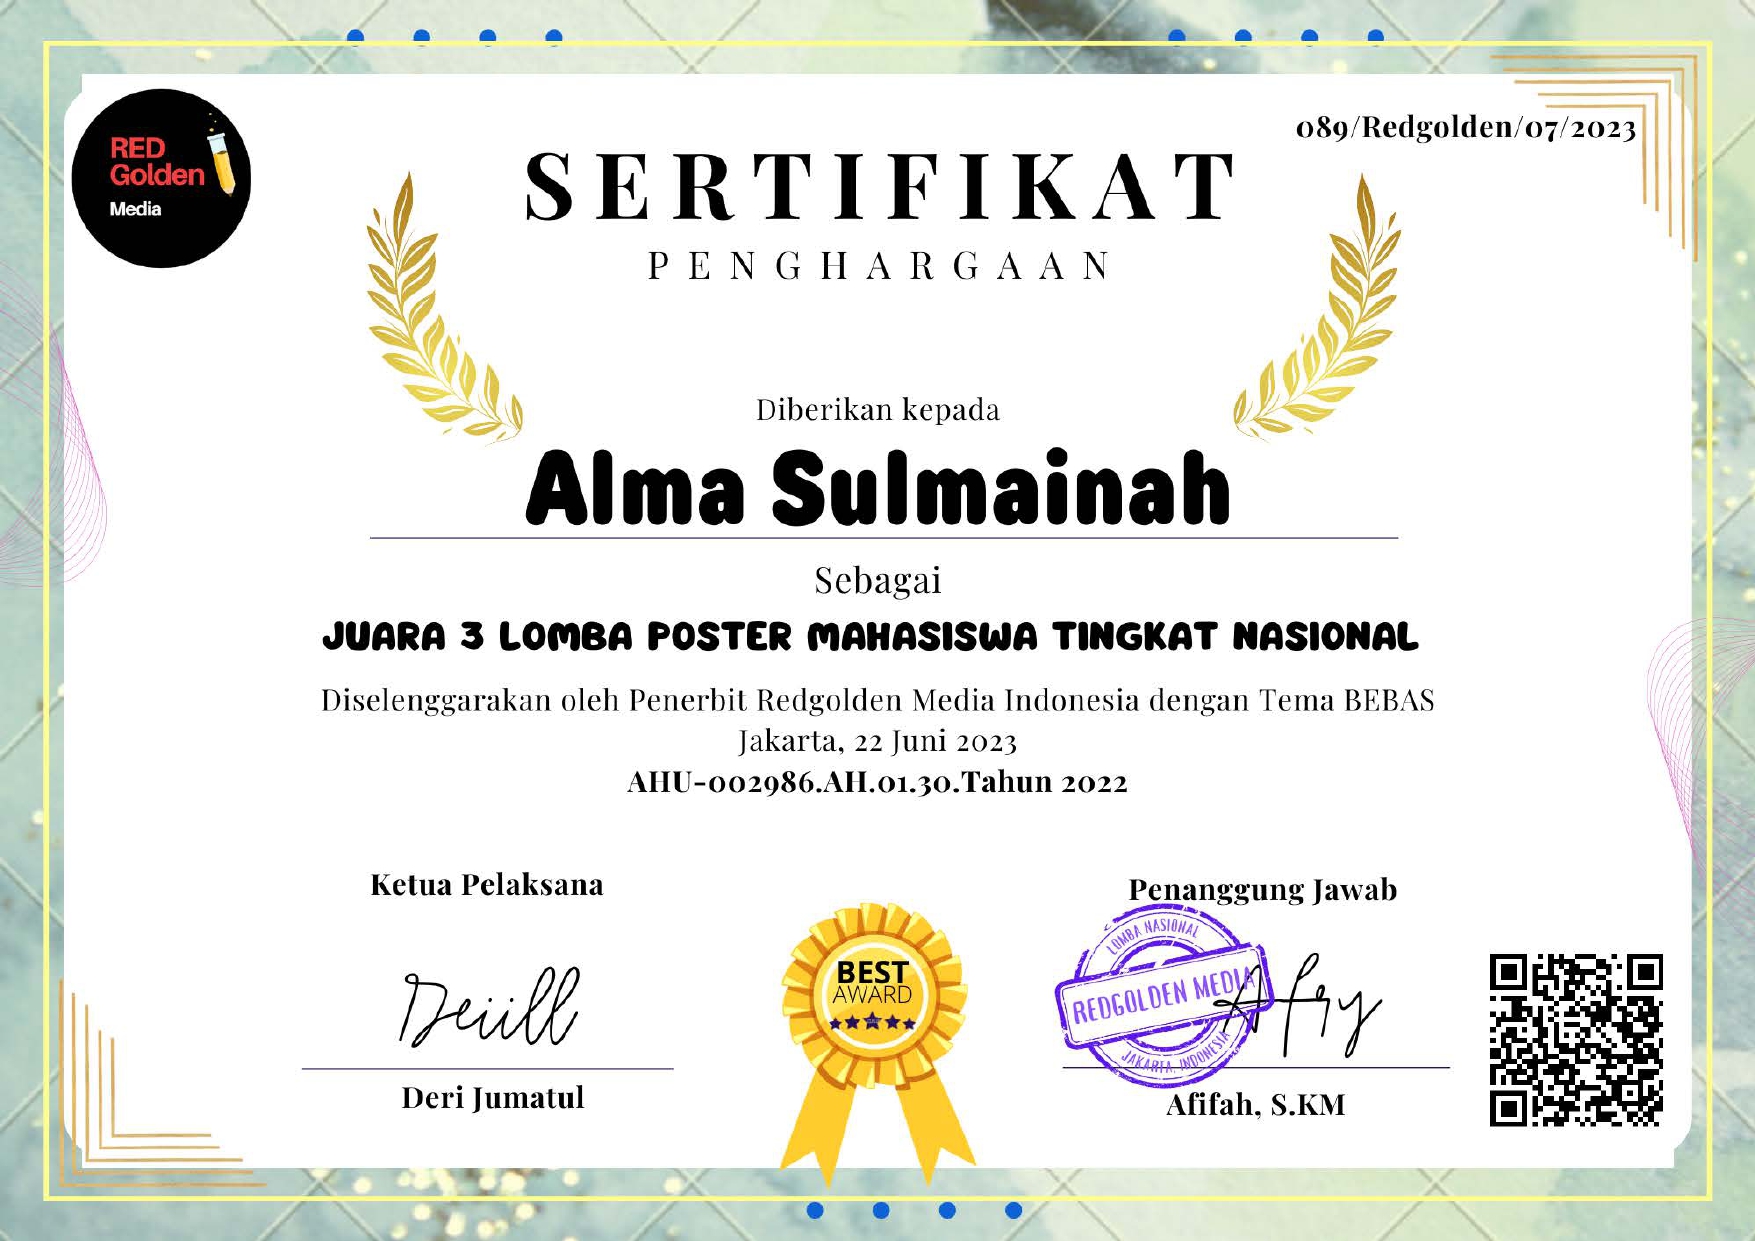 RED
Golden
Media
089/Redgolden/07/2023
SERTIFIKAT
PENGHARGAAN
Diberikan kepada
Alma Sulmainah
Sebagai
JUARA 3 LOMBA POSTER MAHASISWA TINGKAT NASIONAL
Diselenggarakan oleh Penerbit Redgolden Media Indonesia dengan Tema BEBAS
Jakarta, 22 Juni 2023
AHU-002986.AH.01.30.Tahun 2022
Ketua Pelaksana
Deiill
Deri Jumatul
BEST
AWARD
Penanggung Jawab
LOMBA NASIONAL
REDGOLDEN MEDIA
JAKARTA, INDONESIA
Afry
Afifah, S.KM